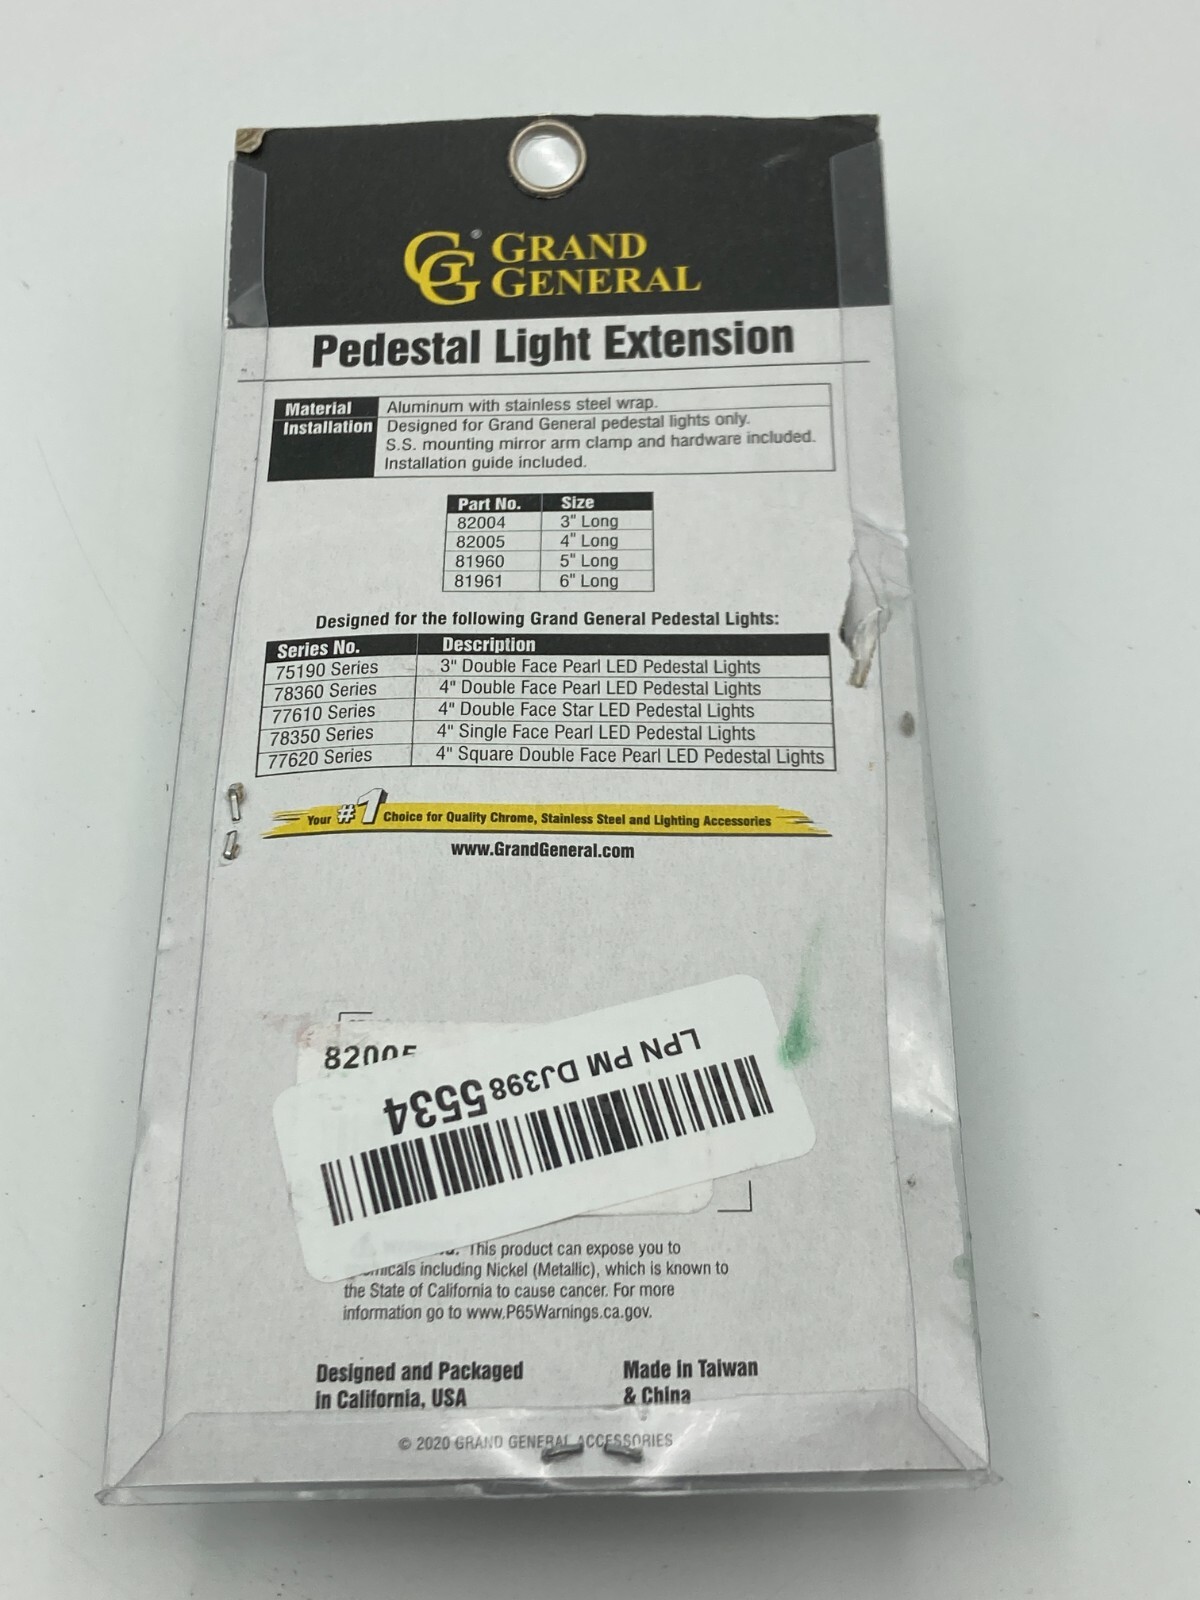 GG® GRAND
GENERAL
Pedestal Light Extension
Material Aluminum with stainless steel wrap.
Installation Designed for Grand General pedestal lights only.
S.S. mounting mirror arm clamp and hardware included.
Installation guide included.
Part No. Size
82004 3" Long
82005 4" Long
81960 5" Long
81961 6" Long
Designed for the following Grand General Pedestal Lights:
Series No. Description
75190 Series 3" Double Face Pearl LED Pedestal Lights
78360 Series 4" Double Face Pearl LED Pedestal Lights
77610 Series 4" Double Face Star LED Pedestal Lights
78350 Series 4" Single Face Pearl LED Pedestal Lights
77620 Series 4" Square Double Face Pearl LED Pedestal Lights
Your #1 Choice for Quality Chrome, Stainless Steel and Lighting Accessories
www.GrandGeneral.com
82005
LPN PM DJ398 5534
This product can expose you to
including Nickel (Metallic), which is known to
the State of California to cause cancer. For more
information go to www.P65Warnings.ca.gov.
Designed and Packaged
in California, USA
Made in Taiwan
& China
© 2020 GRAND GENERAL ACCESSORIES